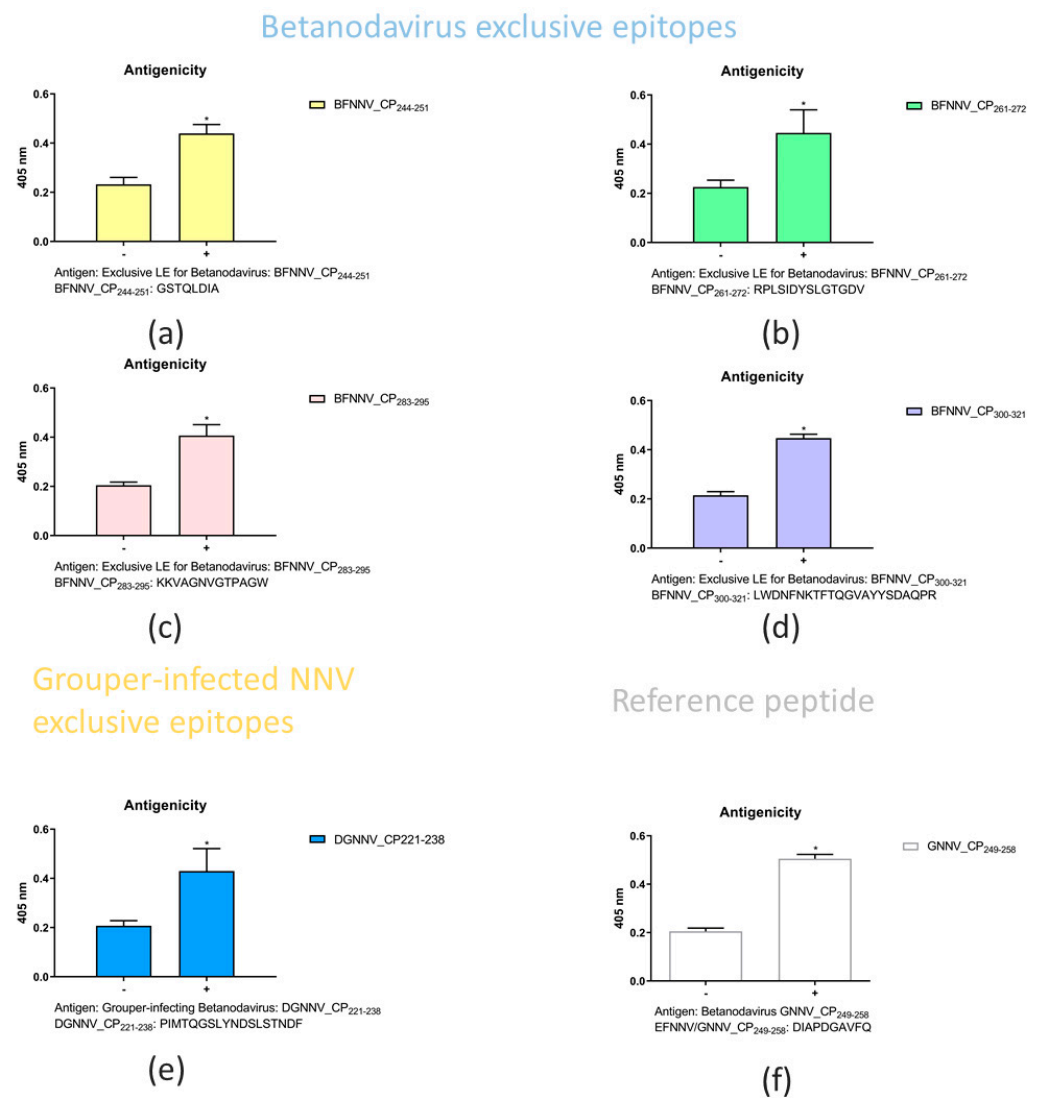 Betanodavirus exclusive epitopes
Antigenicity
0.6
0.4
0.2
0.0
405 nm
-
+
*
BFNNV_CP244-251
Antigen: Exclusive LE for Betanodavirus: BFNNV_CP244-251
BFNNV_CP244-251: GSTQLDIA
(a)
Antigenicity
0.6
0.4
0.2
0.0
405 nm
-
+
*
BFNNV_CP261-272
Antigen: Exclusive LE for Betanodavirus: BFNNV_CP261-272
BFNNV_CP261-272: RPLSIDYSLGTGDV
(b)
Antigenicity
0.6
0.4
0.2
0.0
405 nm
-
+
*
BFNNV_CP283-295
Antigen: Exclusive LE for Betanodavirus: BFNNV_CP283-295
BFNNV_CP283-295: KKVAGNVGTPAGW
(c)
Antigenicity
0.6
0.4
0.2
0.0
405 nm
-
+
*
BFNNV_CP300-321
Antigen: Exclusive LE for Betanodavirus: BFNNV_CP300-321
BFNNV_CP300-321: LWDNFNKTFTQGVAYYSDAQPR
(d)
Grouper-infected NNV
exclusive epitopes
Reference peptide
Antigenicity
0.6
0.4
0.2
0.0
405 nm
-
+
*
DGNNV_CP221-238
Antigen: Grouper-infecting Betanodavirus: DGNNV_CP221-238
DGNNV_CP221-238: PIMTQGSLYNDSLSTNDF
(e)
Antigenicity
0.6
0.4
0.2
0.0
405 nm
-
+
*
GNNV_CP249-258
Antigen: Betanodavirus GNNV_CP249-258
EFNNV/GNNV_CP249-258: DIAPDGAVFQ
(f)